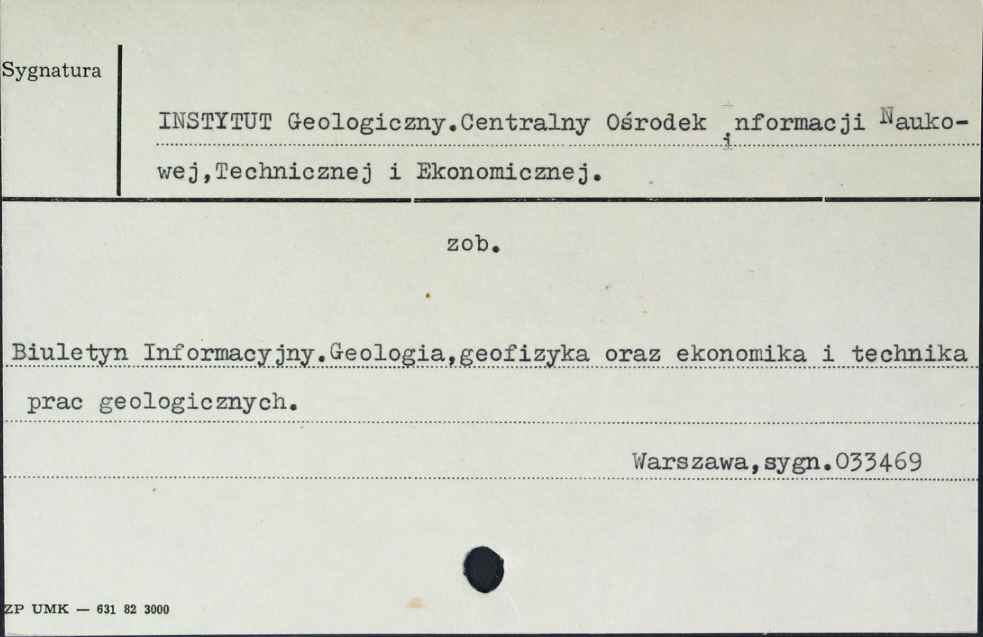 Sygnatura
INSTYTUT Geologiczny.Centralny Ośrodek informacji Nauko-
wej,Technicznej i Ekonomicznej.
zob.
Biuletyn Informacyjny.Geologia,geofizyka oraz ekonomika i technika
prac geologicznych.
Warszawa,sygn.033469
ZP UMK — 631 82 3000